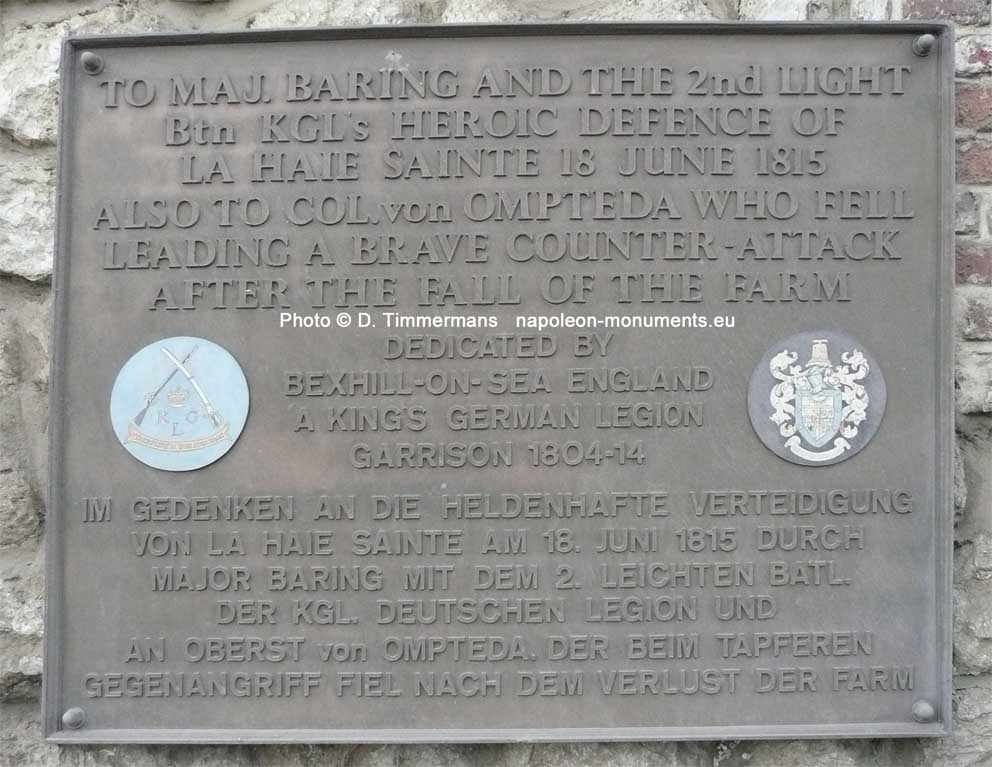 TO MAJ. BARING AND THE 2nd LIGHT
Btn KGL's HEROIC DEFENCE OF
LA HAIE SAINTE 18 JUNE 1815
ALSO TO COL. von OMPTEDA WHO FELL
LEADING A BRAVE COUNTER-ATTACK
AFTER THE FALL OF THE FARM
Photo © D. Timmermans napoleon-monuments.eu
DEDICATED BY
BEXHILL-ON-SEA ENGLAND
A KING'S GERMAN LEGION
GARRISON 1804-14
K G
L
IM GEDENKEN AN DIE HELDENHAFTE VERTEIDIGUNG
VON LA HAIE SAINTE AM 18. JUNI 1815 DURCH
MAJOR BARING MIT DEM 2. LEICHTEN BATL.
DER KGL. DEUTSCHEN LEGION UND
AN OBERST von OMPTEDA. DER BEIM TAPFEREN
GEGENANGRIFF FIEL NACH DEM VERLUST DER FARM